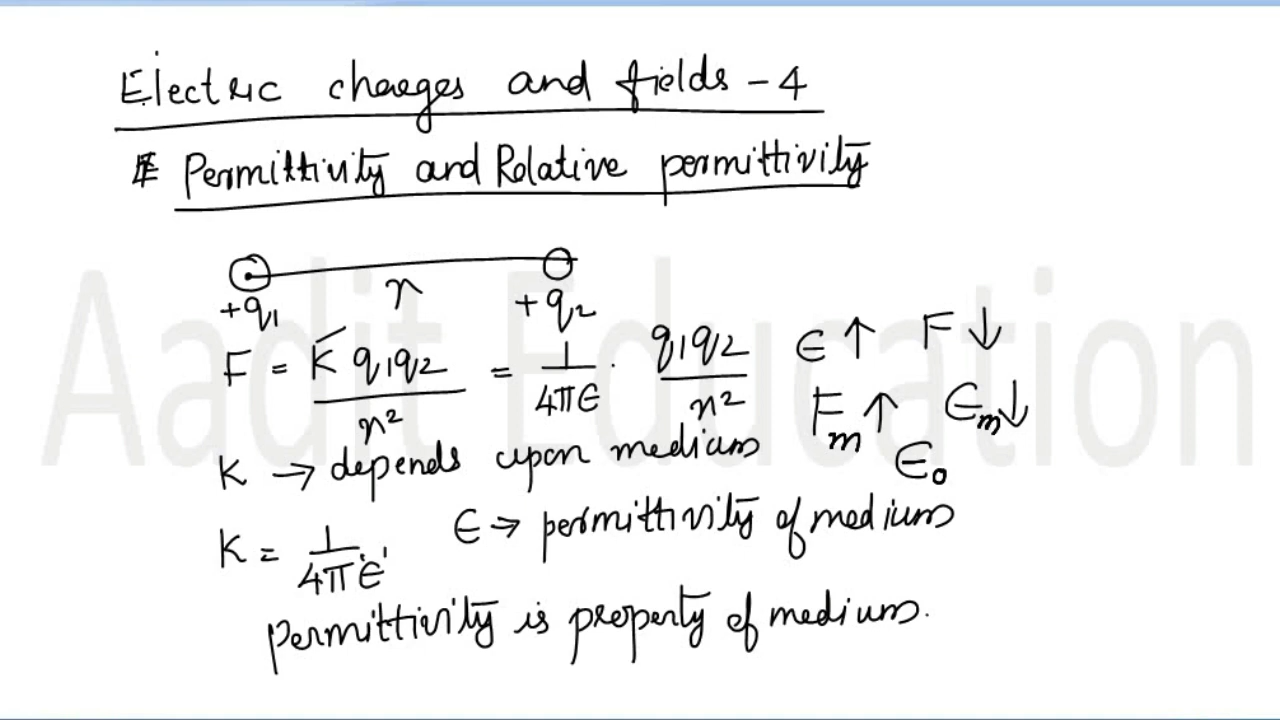 Electric charges and fields - 4
# Permittivity and Relative permittivity
+q1 r +q2
F = K q1q2 / r² = 1 / 4πϵ · q1q2 / r²
ϵ ↑ F ↓
Fm ↑ ϵm ↓
ϵ0
K → depends upon medium
K = 1 / 4πϵ
ϵ ⇒ permittivity of medium
permittivity is property of medium.
Aadit Education